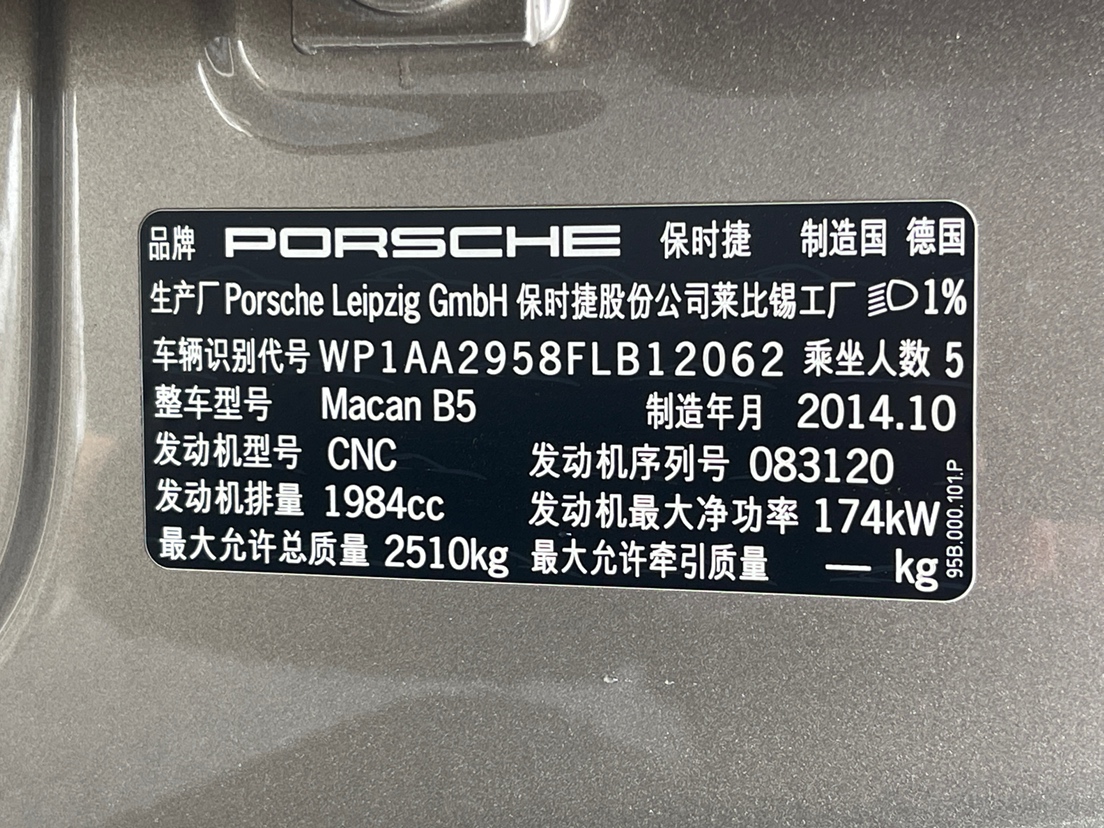 品牌 PORSCHE 保时捷 制造国 德国
生产厂 Porsche Leipzig GmbH 保时捷股份公司莱比锡工厂 1%
车辆识别代号 WP1AA2958FLB12062 乘坐人数 5
整车型号 Macan B5 制造年月 2014.10
发动机型号 CNC 发动机序列号 083120
发动机排量 1984cc 发动机最大净功率 174kW
最大允许总质量 2510kg 最大允许牵引质量 — kg
95B.000.101.P